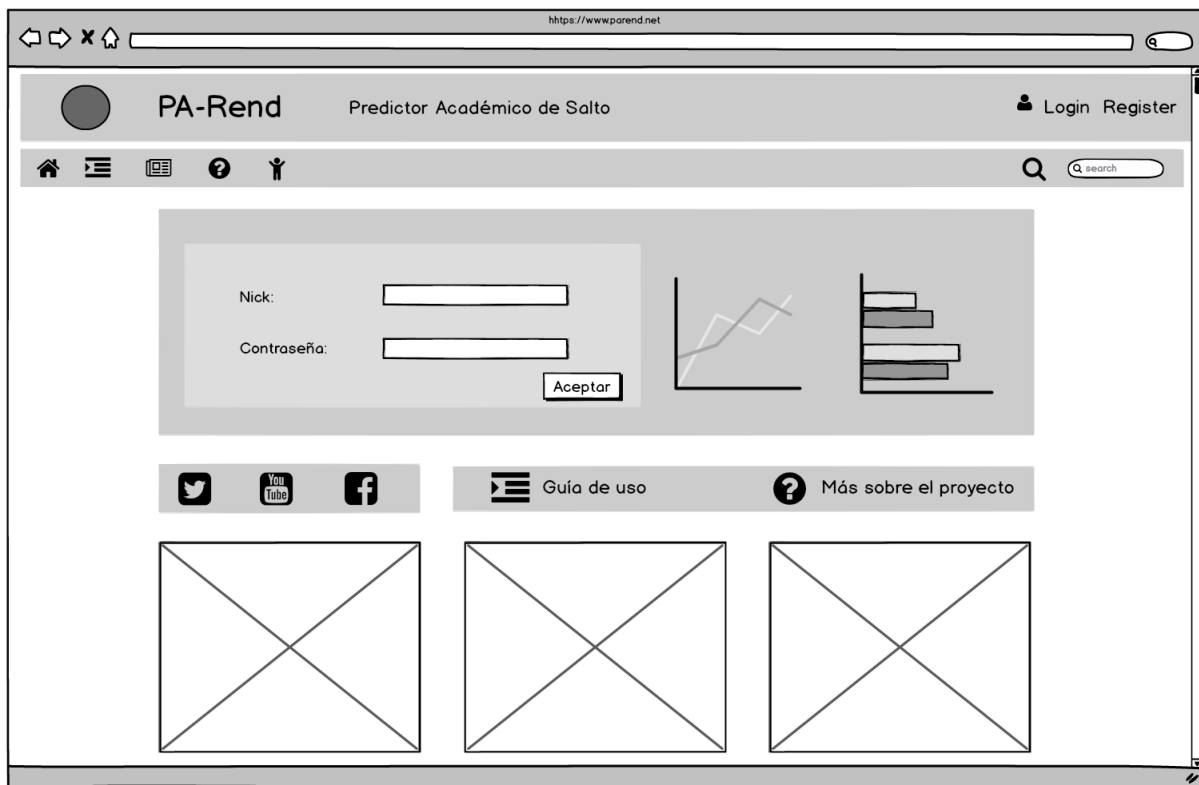 hhtps://www.parend.net
PA-Rend Predictor Académico de Salto Login Register
search
Nick:
Contraseña:
Aceptar
You
Tube
Guía de uso Más sobre el proyecto